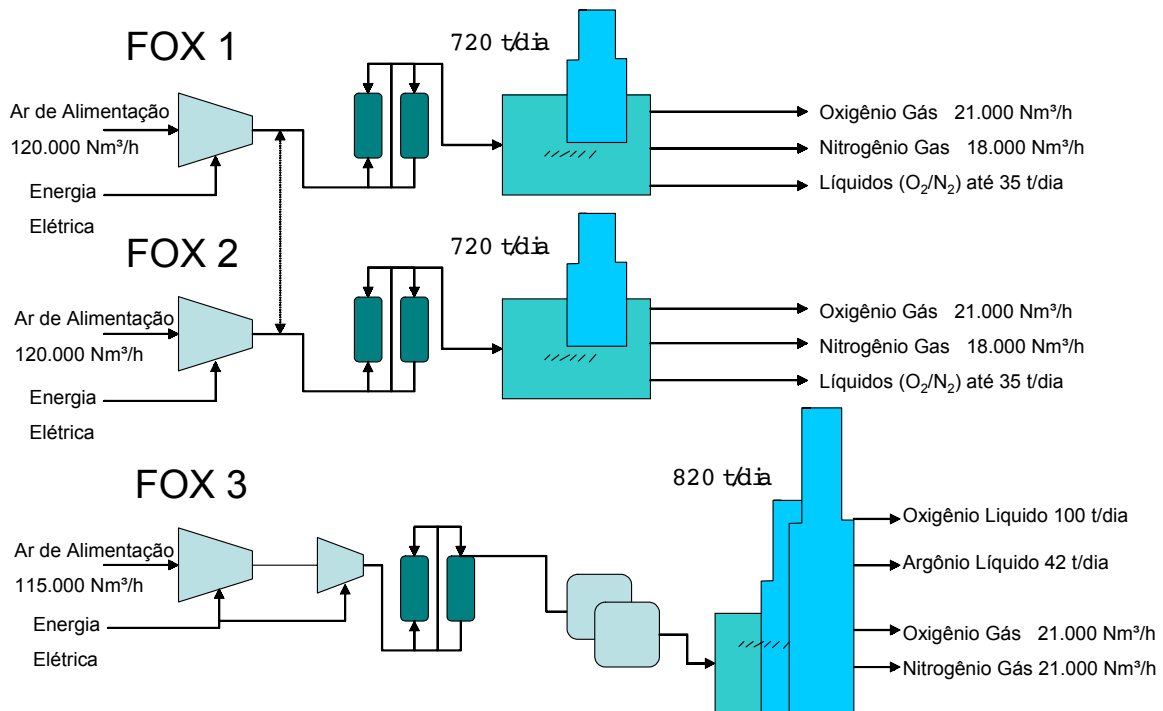 FOX 1
720 t/dia
Ar de Alimentação
120.000 Nm³/h
Energia
Elétrica
Oxigênio Gás 21.000 Nm³/h
Nitrogênio Gas 18.000 Nm³/h
Líquidos (O₂/N₂) até 35 t/dia
FOX 2
720 t/dia
Ar de Alimentação
120.000 Nm³/h
Energia
Elétrica
Oxigênio Gás 21.000 Nm³/h
Nitrogênio Gas 18.000 Nm³/h
Líquidos (O₂/N₂) até 35 t/dia
FOX 3
820 t/dia
Ar de Alimentação
115.000 Nm³/h
Energia
Elétrica
Oxigênio Liquido 100 t/dia
Argônio Líquido 42 t/dia
Oxigênio Gás 21.000 Nm³/h
Nitrogênio Gás 21.000 Nm³/h